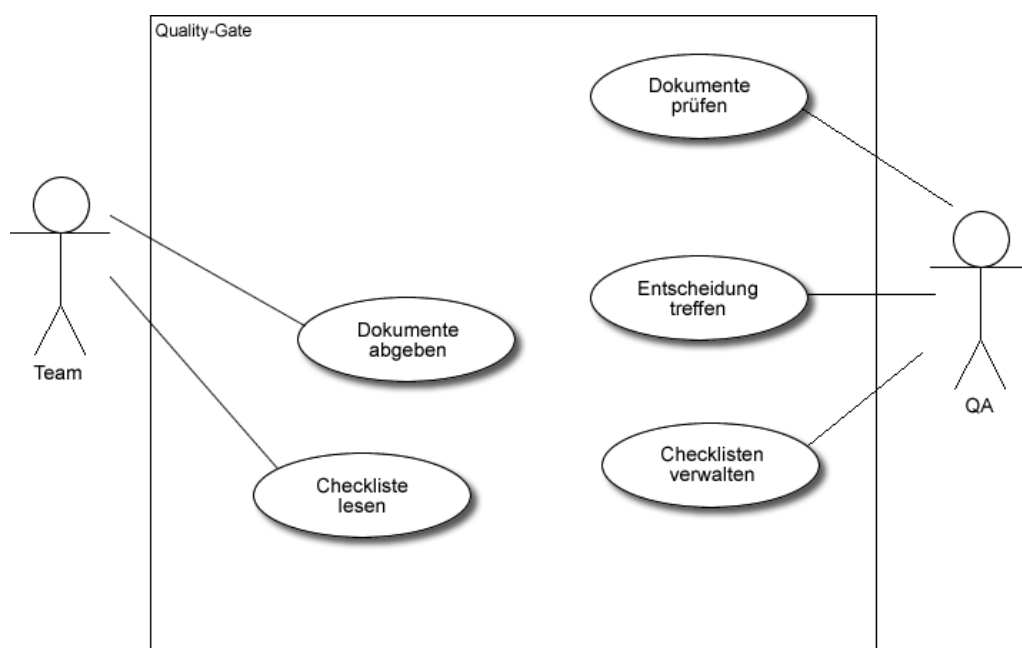 Quality-Gate
Dokumente
prüfen
Entscheidung
treffen
Dokumente
abgeben
Team
QA
Checklisten
verwalten
Checkliste
lesen